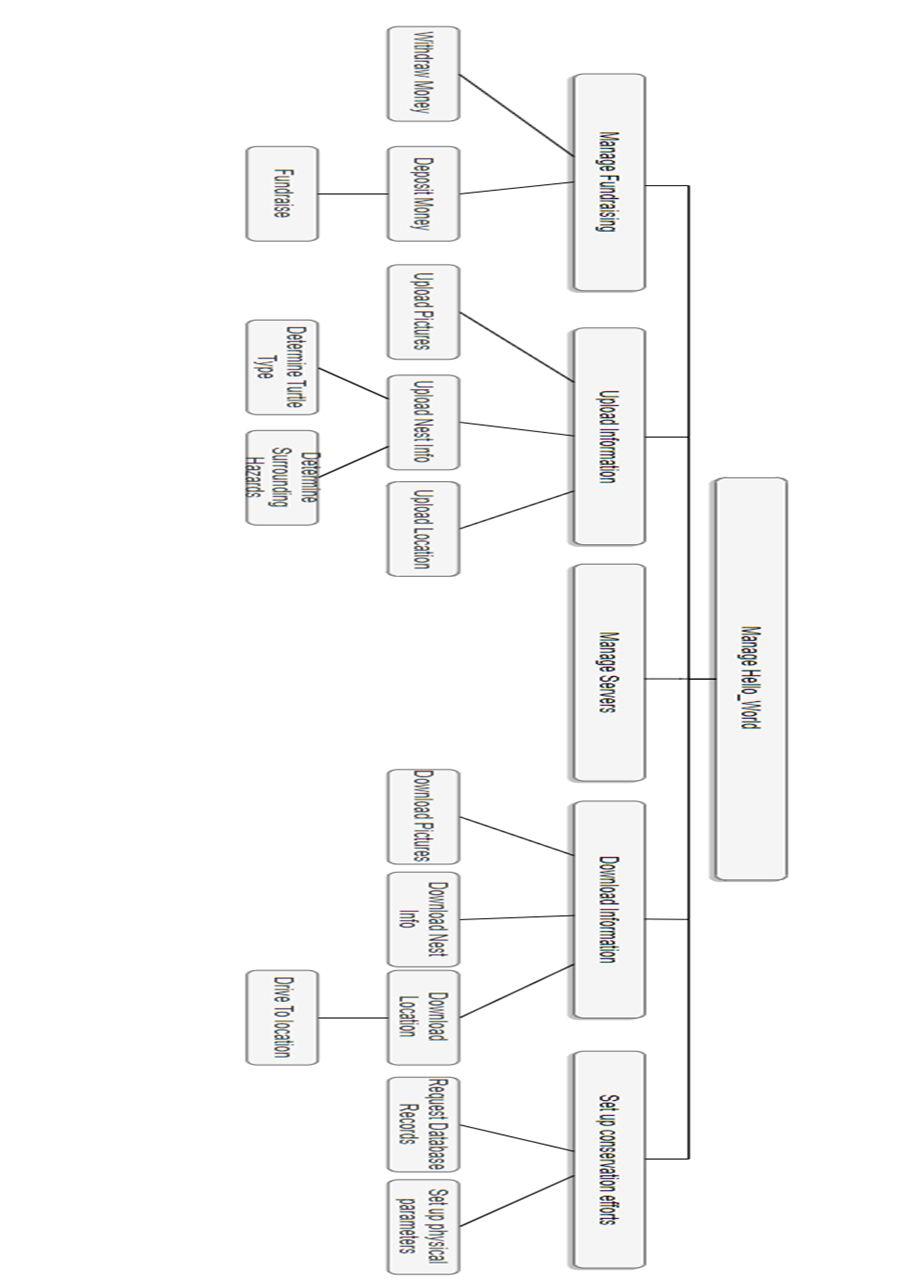 Manage Hello_World
Manage Fundraising
Upload Information
Manage Servers
Download Information
Set up conservation efforts
Withdraw Money
Deposit Money
Upload Pictures
Upload Nest Info
Upload Location
Download Pictures
Download Nest
Info
Download
Location
Request Database
Records
Set up physical
parameters
Fundraise
Determine Turtle
Type
Determine
Surrounding
Hazards
Drive To location